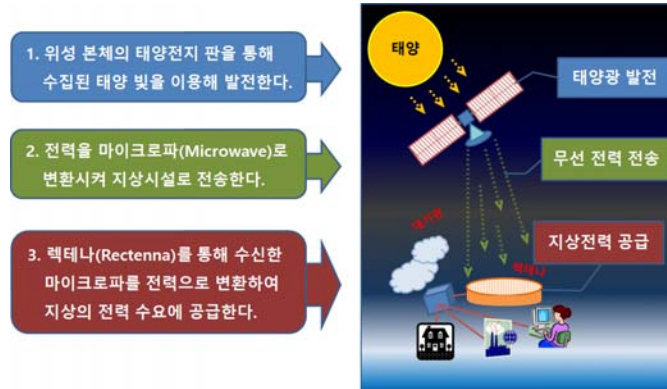 1. 위성 본체의 태양전지 판을 통해
수집된 태양 빛을 이용해 발전한다.
2. 전력을 마이크로파(Microwave)로
변환시켜 지상시설로 전송한다.
3. 렉테나(Rectenna)를 통해 수신한
마이크로파를 전력으로 변환하여
지상의 전력 수요에 공급한다.
태양
태양광 발전
무선 전력 전송
대기권
지상전력 공급
렉테나